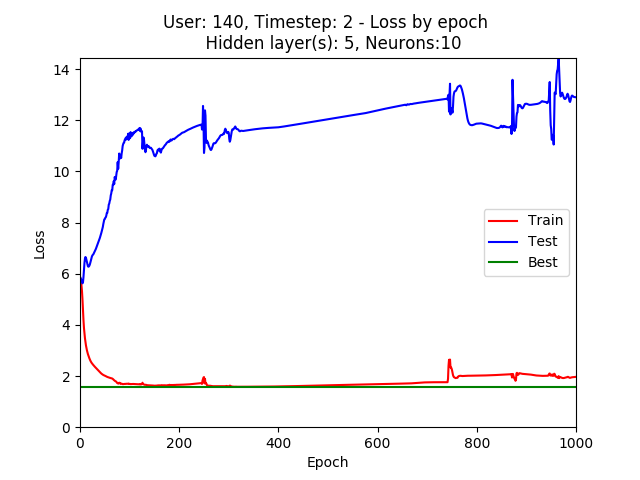 User: 140, Timestep: 2 - Loss by epoch
Hidden layer(s): 5, Neurons:10
14
12
10
8
6
4
2
0
Loss
Train
Test
Best
0 200 400 600 800 1000
Epoch